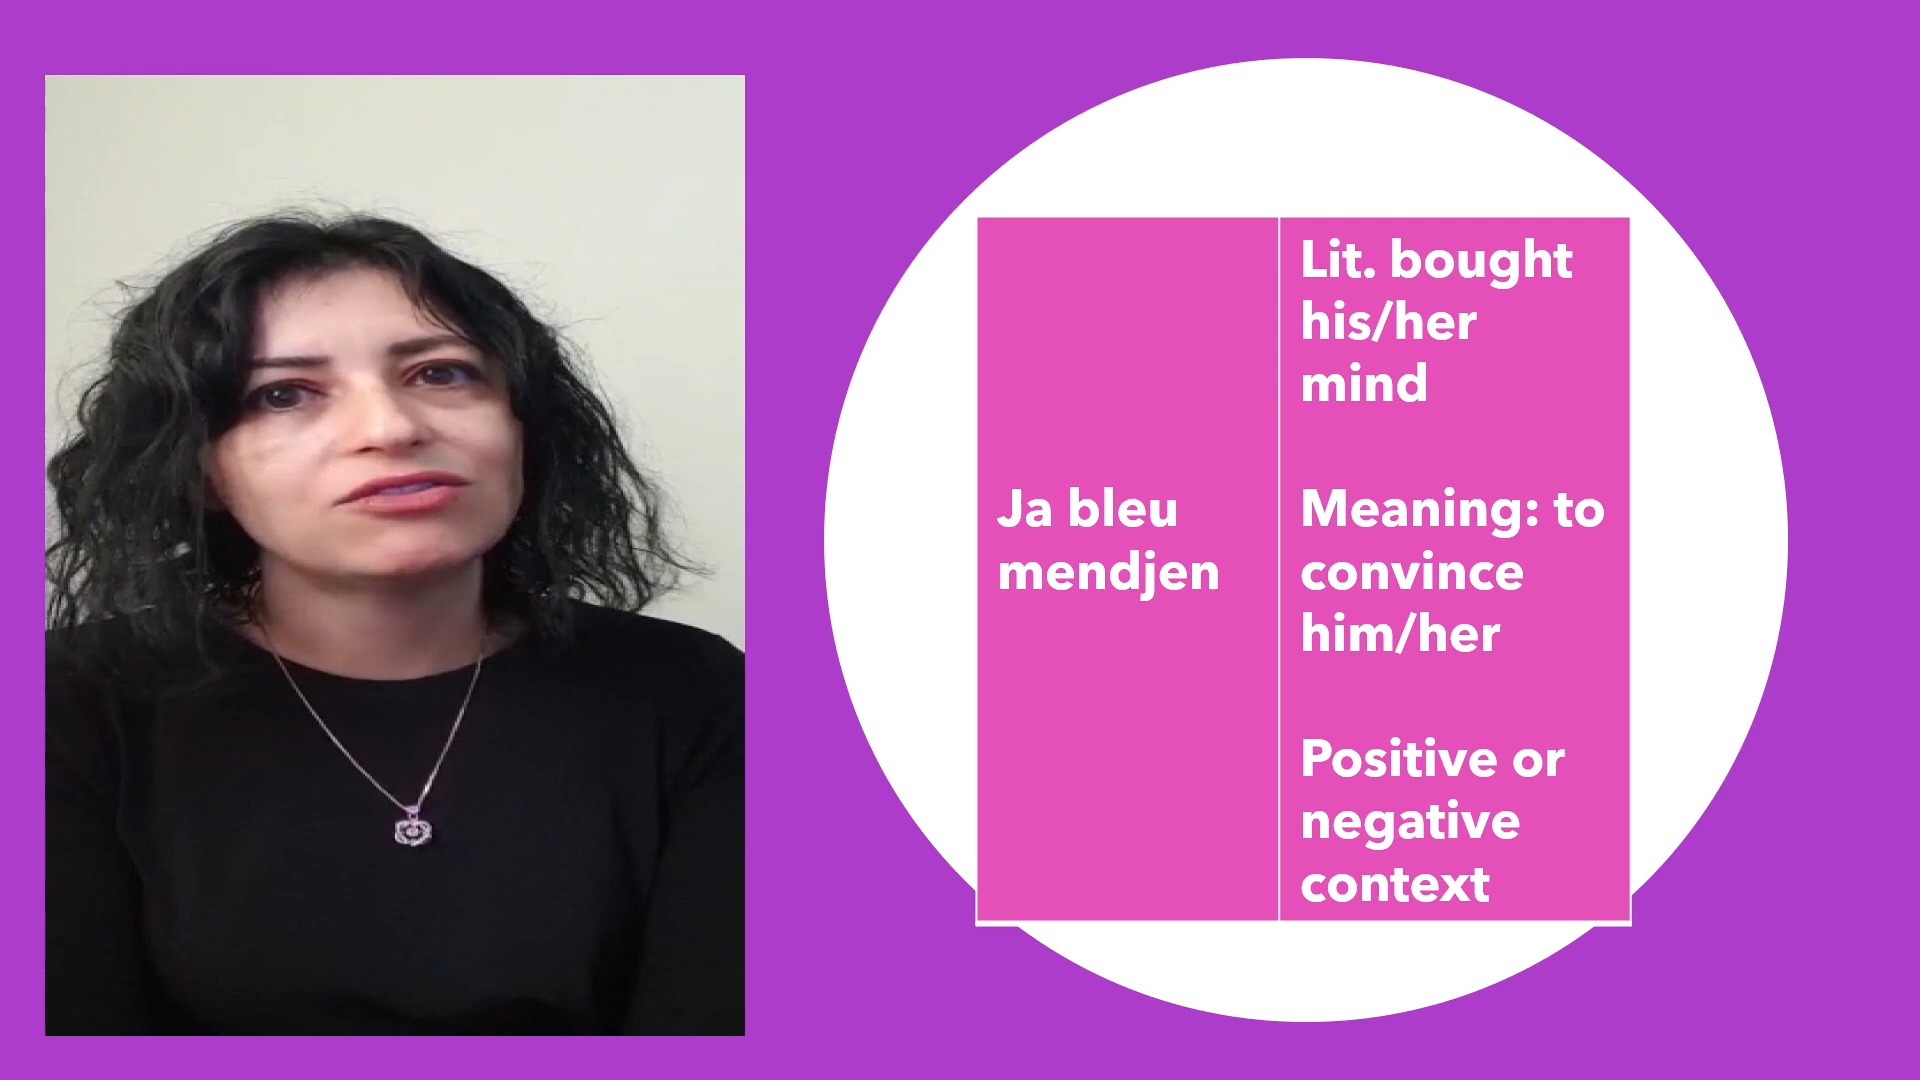 Ja bleu
mendjen
Lit. bought
his/her
mind
Meaning: to
convince
him/her
Positive or
negative
context